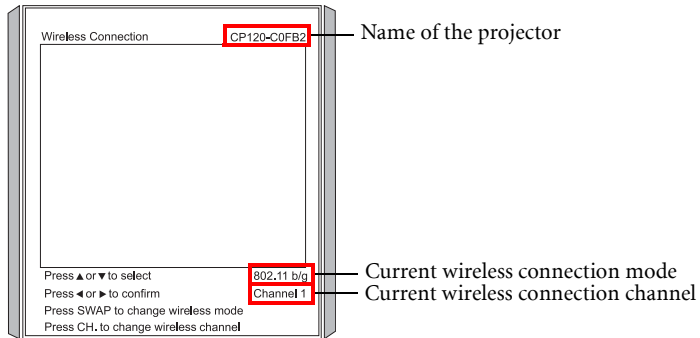 Wireless Connection CP120-C0FB2 Name of the projector
Press ▲ or ▼ to select 802.11 b/g Current wireless connection mode
Press ◄ or ► to confirm Channel 1 Current wireless connection channel
Press SWAP to change wireless mode
Press CH. to change wireless channel